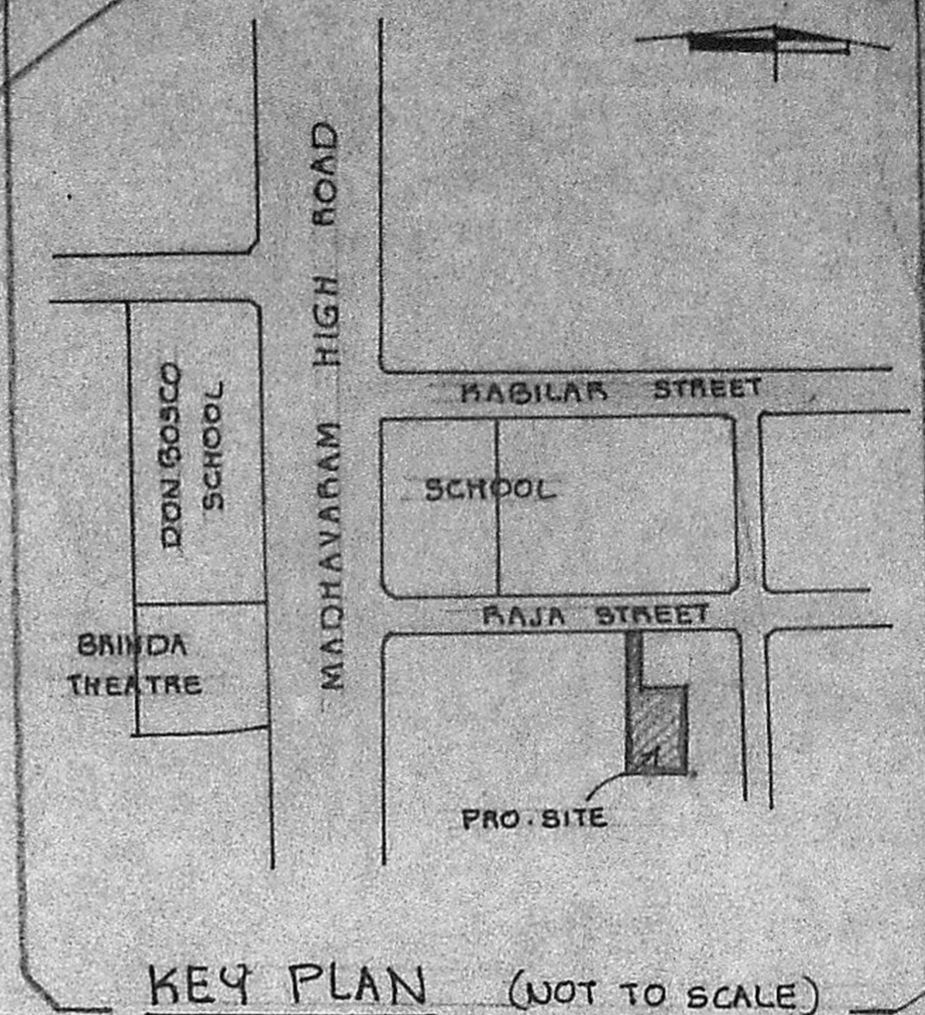 MADHAVARAM HIGH ROAD
KABILAR STREET
DON.BOSCO
SCHOOL
SCHOOL
RAJA STREET
BRINDA
THEATRE
PRO.SITE
KEY PLAN (NOT TO SCALE)